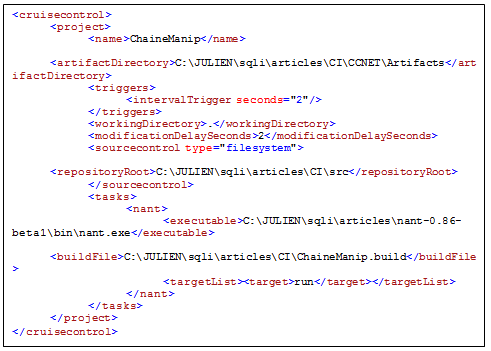 <cruisecontrol>
<project>
<name>ChaineManip</name>
<artifactDirectory>C:\JULIEN\sqli\articles\CI\CCNET\Artifacts</art
ifactDirectory>
<triggers>
<intervalTrigger seconds="2"/>
</triggers>
<workingDirectory>.</workingDirectory>
<modificationDelaySeconds>2</modificationDelaySeconds>
<sourcecontrol type="filesystem">
<repositoryRoot>C:\JULIEN\sqli\articles\CI\src</repositoryRoot>
</sourcecontrol>
<tasks>
<nant>
<executable>C:\JULIEN\sqli\articles\nant-0.86-
beta1\bin\nant.exe</executable>
<buildFile>C:\JULIEN\sqli\articles\CI\ChaineManip.build</buildFile
>
<targetList><target>run</target></targetList>
</nant>
</tasks>
</project>
</cruisecontrol>